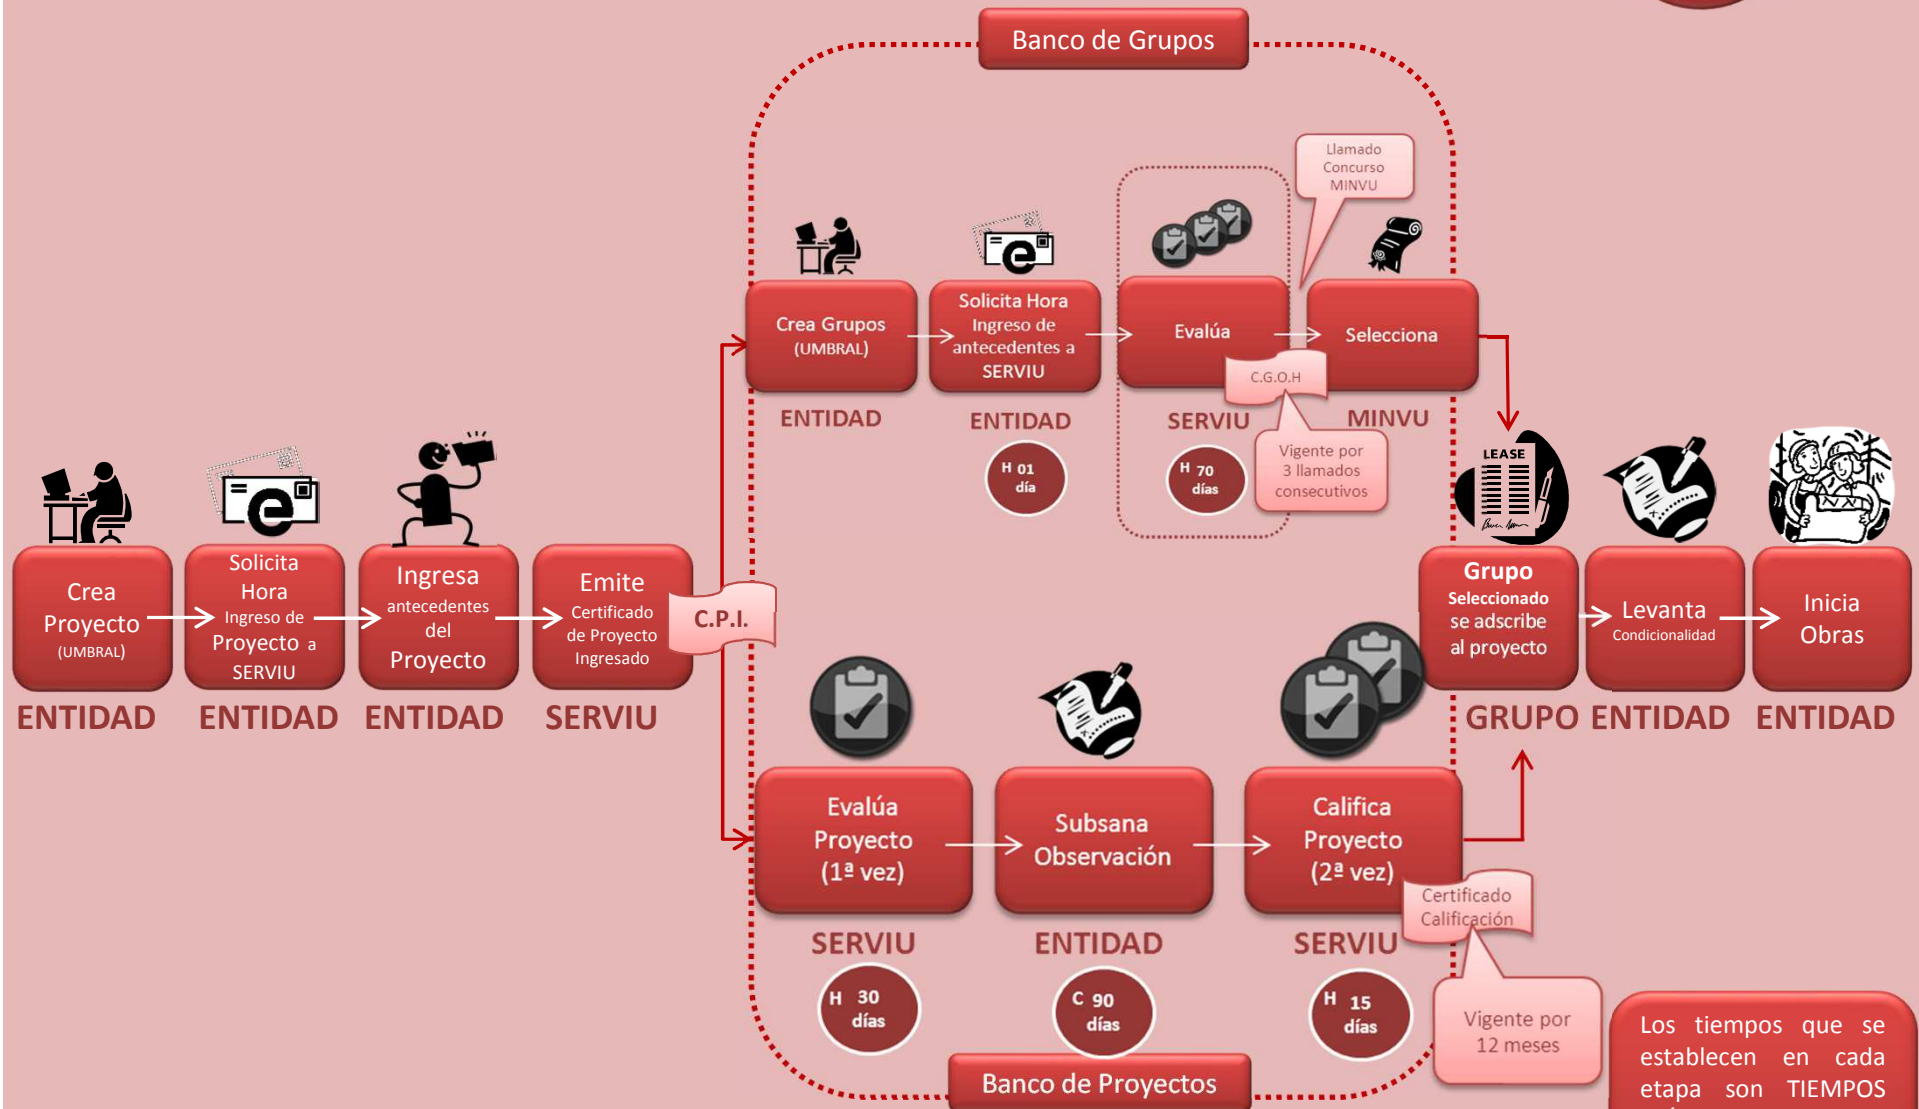 Banco de Grupos
Llamado
Concurso
MINVU
Crea Grupos
(UMBRAL)
ENTIDAD
Solicita Hora
Ingreso de
antecedentes a
SERVIU
ENTIDAD
H 01
día
Evalúa
C.G.O.H
SERVIU
H 70
días
Vigente por
3 llamados
consecutivos
Selecciona
MINVU
Crea
Proyecto
(UMBRAL)
ENTIDAD
Solicita
Hora
Ingreso de
Proyecto a
SERVIU
ENTIDAD
Ingresa
antecedentes
del
Proyecto
ENTIDAD
Emite
Certificado
de Proyecto
Ingresado
SERVIU
C.P.I.
LEASE
Grupo
Seleccionado
se adscribe
al proyecto
GRUPO
Levanta
Condicionalidad
ENTIDAD
Inicia
Obras
ENTIDAD
Evalúa
Proyecto
(1ª vez)
SERVIU
H 30
días
Subsana
Observación
ENTIDAD
C 90
días
Califica
Proyecto
(2ª vez)
SERVIU
H 15
días
Certificado
Calificación
Vigente por
12 meses
Banco de Proyectos
Los tiempos que se
establecen en cada
etapa son TIEMPOS